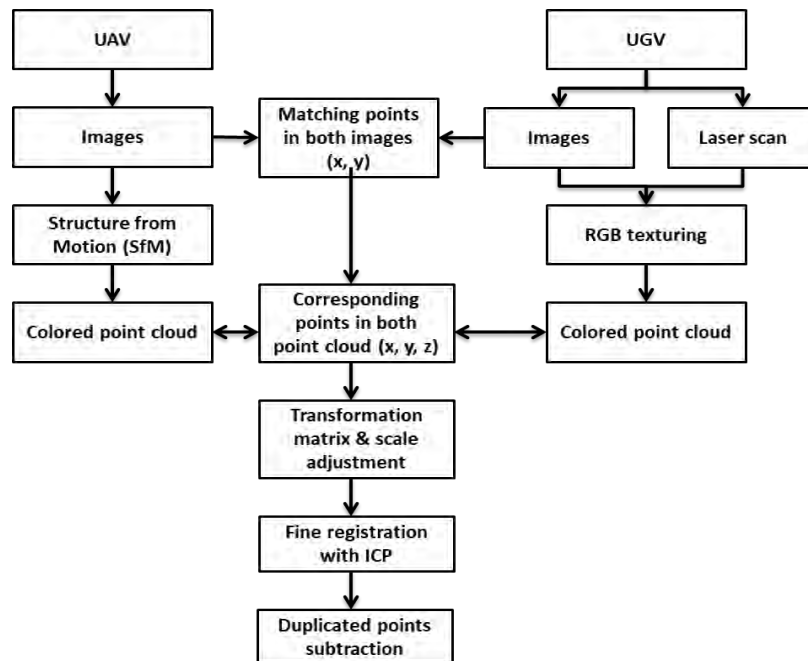 UAV
UGV
Images
Matching points
in both images
(x, y)
Images
Laser scan
Structure from
Motion (SfM)
RGB texturing
Colored point cloud
Corresponding
points in both
point cloud (x, y, z)
Colored point cloud
Transformation
matrix & scale
adjustment
Fine registration
with ICP
Duplicated points
subtraction